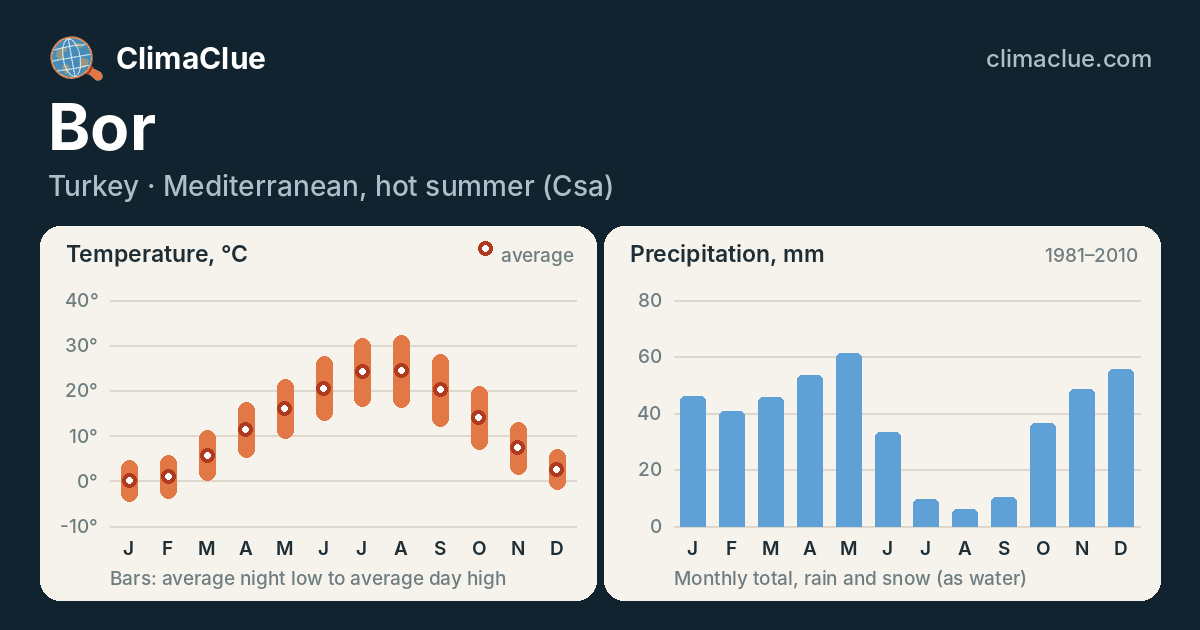 ClimaClue
climaclue.com
Bor
Turkey · Mediterranean, hot summer (Csa)
Temperature, °C
average
40°
30°
20°
10°
0°
-10°
J F M A M J J A S O N D
Bars: average night low to average day high
Precipitation, mm
1981–2010
80
60
40
20
0
J F M A M J J A S O N D
Monthly total, rain and snow (as water)